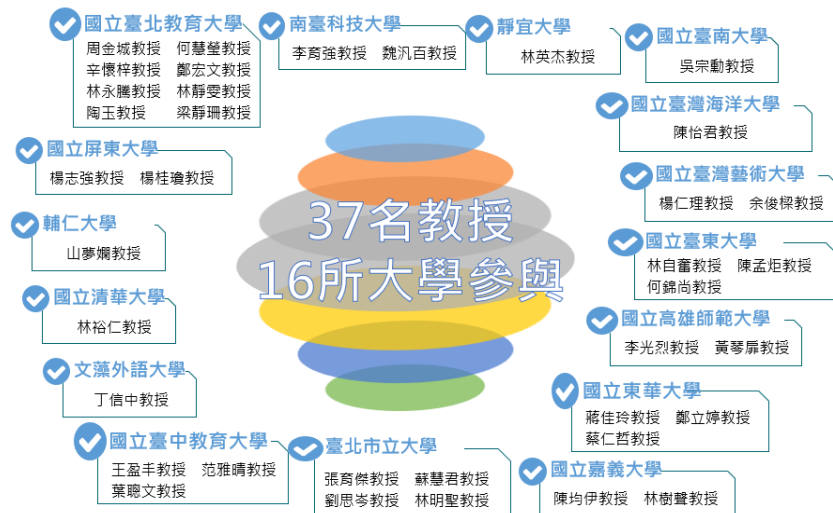 國立臺北教育大學
周金城教授 何慧瑩教授
辛懷梓教授 鄭宏文教授
林永騰教授 林靜雯教授
陶玉教授 梁靜珊教授
南臺科技大學
李育強教授 魏汎百教授
靜宜大學
林英杰教授
國立臺南大學
吳宗勳教授
國立臺灣海洋大學
陳怡君教授
國立屏東大學
楊志強教授 楊桂瓊教授
國立臺灣藝術大學
楊仁理教授 余俊樑教授
37名教授
16所大學參與
輔仁大學
山夢嫻教授
國立臺東大學
林自奮教授 陳孟炬教授
何錦尚教授
國立清華大學
林裕仁教授
國立高雄師範大學
李光烈教授 黃琴扉教授
文藻外語大學
丁信中教授
國立東華大學
蔣佳玲教授 鄭立婷教授
蔡仁哲教授
國立臺中教育大學
王盈丰教授 范雅晴教授
葉聰文教授
臺北市立大學
張育傑教授 蘇慧君教授
劉思岑教授 林明聖教授
國立嘉義大學
陳均伊教授 林樹聲教授